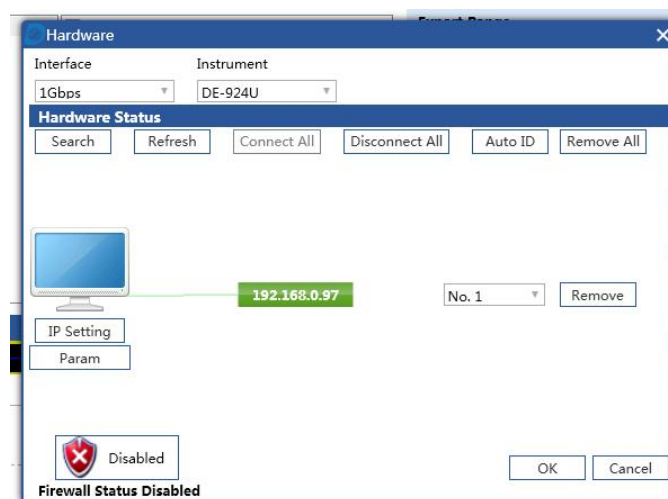 Hardware
Interface Instrument
1Gbps DE-924U
Hardware Status
Search Refresh Connect All Disconnect All Auto ID Remove All
192.168.0.97 No. 1 Remove
IP Setting
Param
Disabled
OK Cancel
Firewall Status Disabled